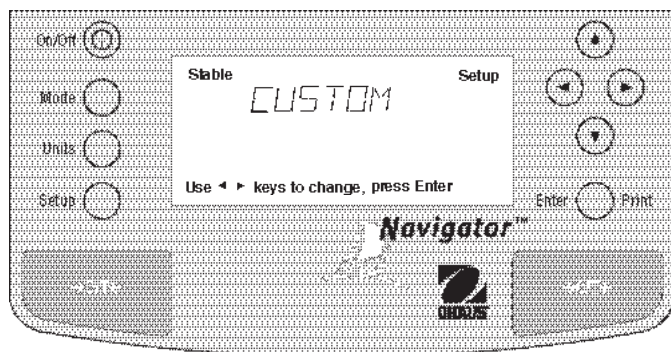 On/Off
Mode
Units
Setup
Stable
Setup
CUSTOM
Use ◄ ► keys to change, press Enter
Enter
Print
Navigator™
OHAUS